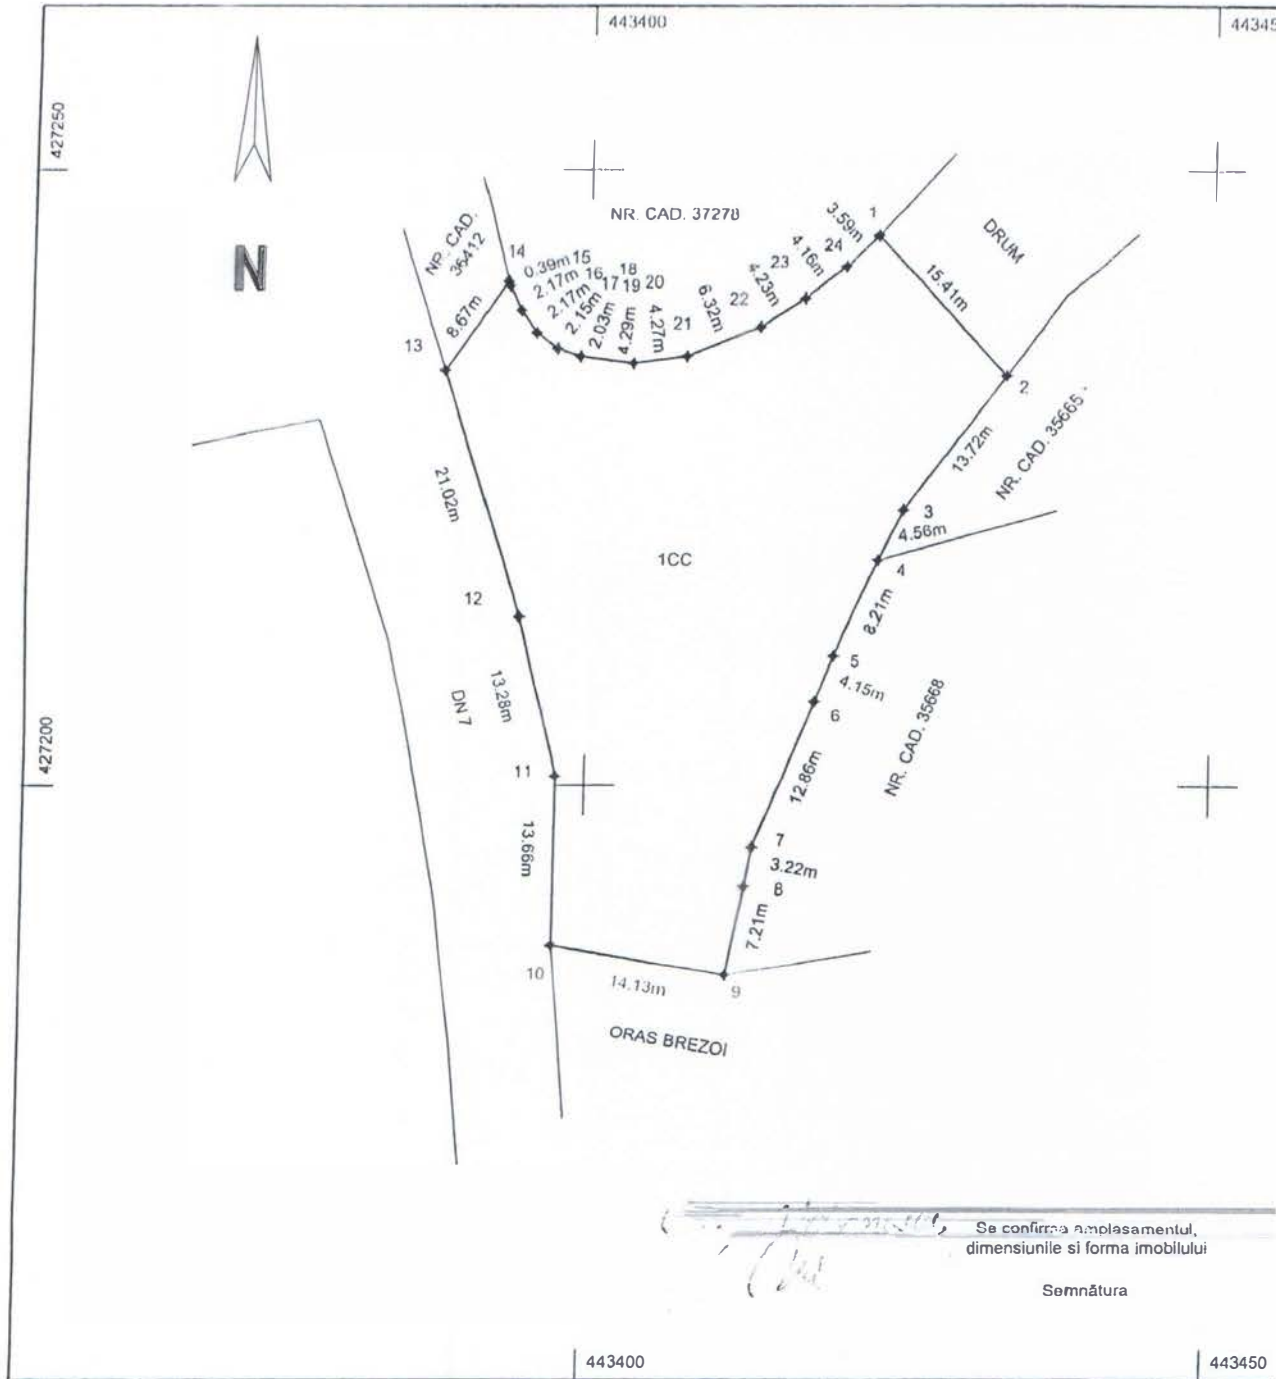 443400
443450
427250
N
NR. CAD. 37278
NR. CAD.
36412
DRUM
1
3.59m
24
4.16m
23
4.23m
22
6.32m
21
4.27m
20
4.29m
19
18
2.03m
17
2.15m
16
2.17m
15
2.17m
0.39m
14
8.67m
13
15.41m
2
13.72m
NR. CAD. 35665
3
4.56m
4
21.02m
1CC
12
8.21m
5
4.15m
6
13.28m
DN 7
NR. CAD. 35668
12.86m
11
427200
13.66m
7
3.22m
8
7.21m
10
14.13m
9
ORAS BREZOI
Se confirma amplasamentul,
dimensiunile si forma imobilului
Semnătura
443400
443450